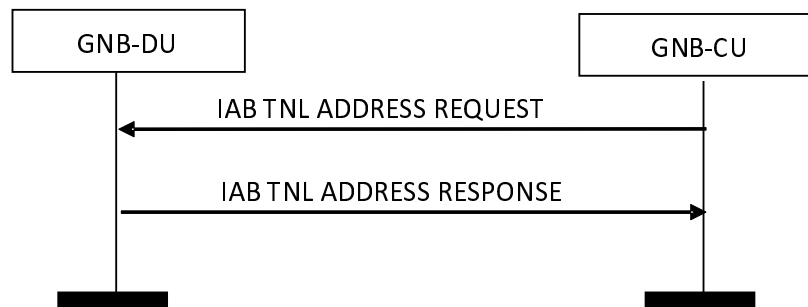 GNB-DU
GNB-CU
IAB TNL ADDRESS REQUEST
IAB TNL ADDRESS RESPONSE